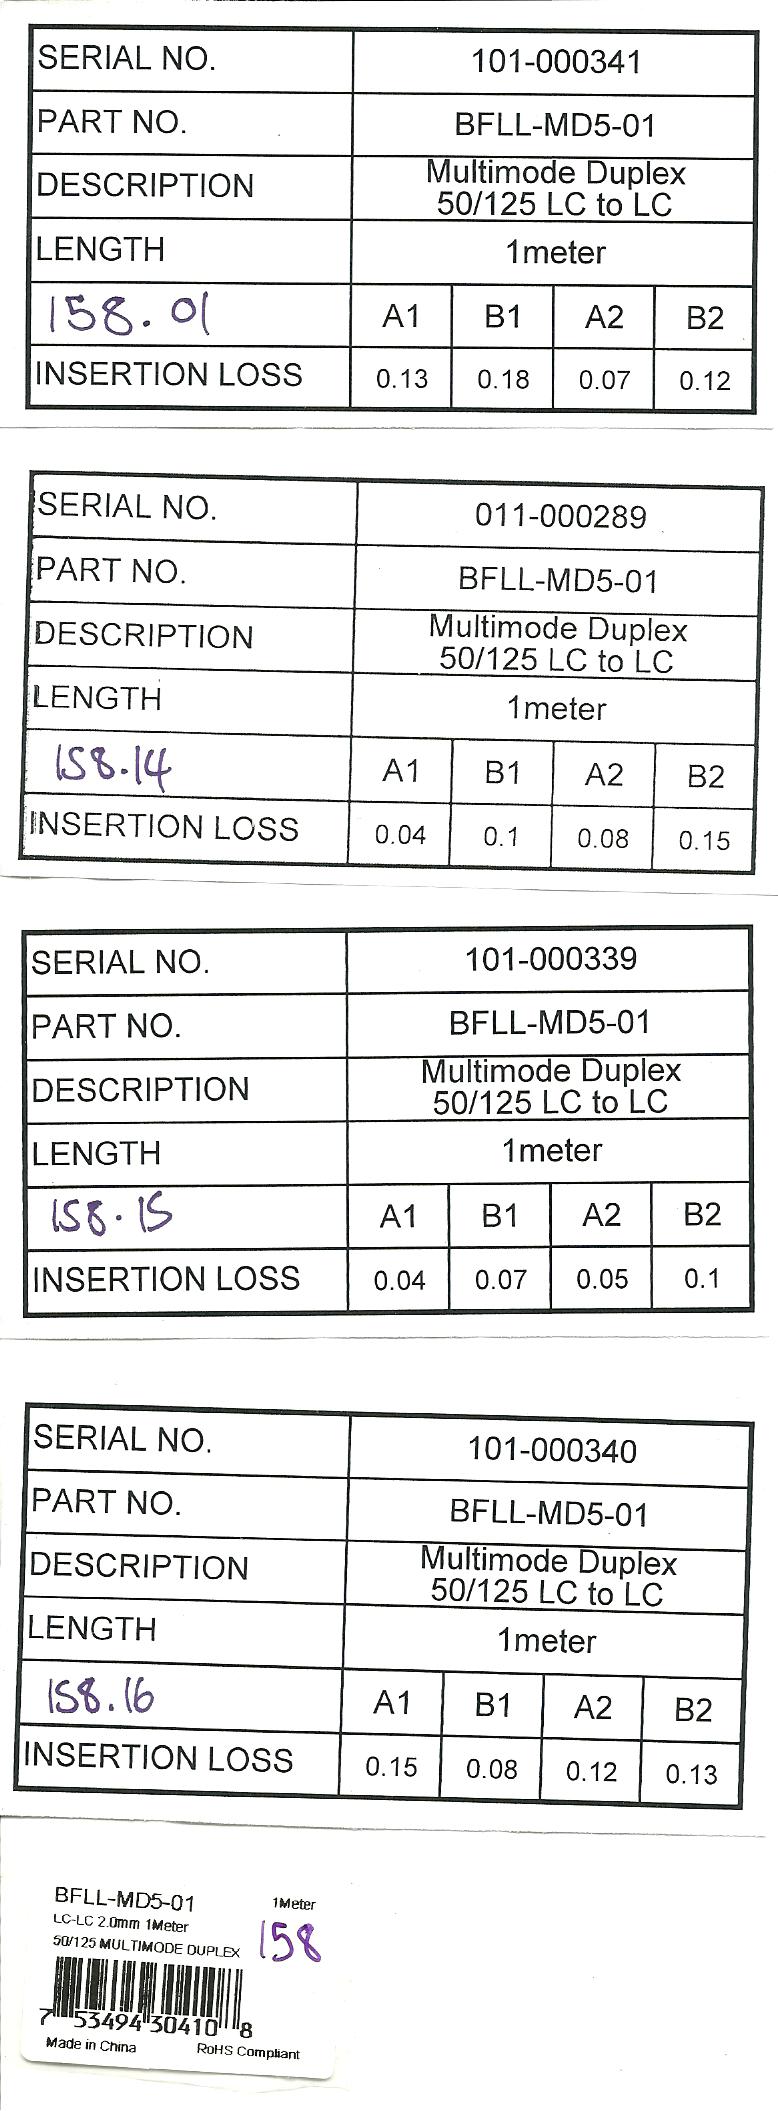 SERIAL NO. 101-000341
PART NO. BFLL-MD5-01
DESCRIPTION Multimode Duplex
50/125 LC to LC
LENGTH 1meter
158.01 A1 B1 A2 B2
INSERTION LOSS 0.13 0.18 0.07 0.12
SERIAL NO. 011-000289
PART NO. BFLL-MD5-01
DESCRIPTION Multimode Duplex
50/125 LC to LC
LENGTH 1meter
158.14 A1 B1 A2 B2
INSERTION LOSS 0.04 0.1 0.08 0.15
SERIAL NO. 101-000339
PART NO. BFLL-MD5-01
DESCRIPTION Multimode Duplex
50/125 LC to LC
LENGTH 1meter
158.15 A1 B1 A2 B2
INSERTION LOSS 0.04 0.07 0.05 0.1
SERIAL NO. 101-000340
PART NO. BFLL-MD5-01
DESCRIPTION Multimode Duplex
50/125 LC to LC
LENGTH 1meter
158.16 A1 B1 A2 B2
INSERTION LOSS 0.15 0.08 0.12 0.13
BFLL-MD5-01 1Meter
LC-LC 2.0mm 1Meter
50/125 MULTIMODE DUPLEX 158
7 53494 30410 8
Made in China RoHS Compliant